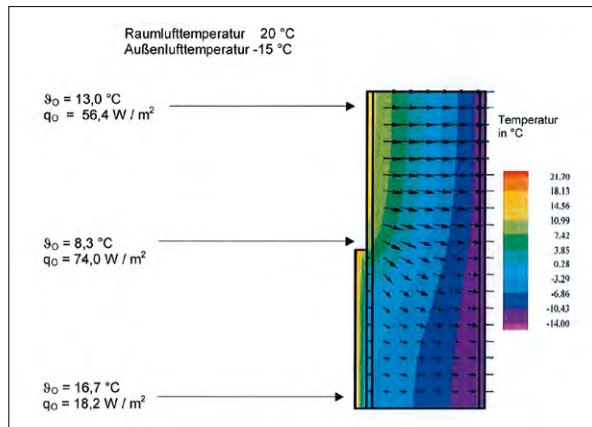 Raumlufttemperatur 20 °C
Außenlufttemperatur -15 °C
ϑO = 13,0 °C
qO = 56,4 W / m²
ϑO = 8,3 °C
qO = 74,0 W / m²
ϑO = 16,7 °C
qO = 18,2 W / m²
Temperatur
in °C
21.70
18.13
14.56
10.99
7.42
3.85
0.28
-3.29
-6.86
-10.43
-14.00